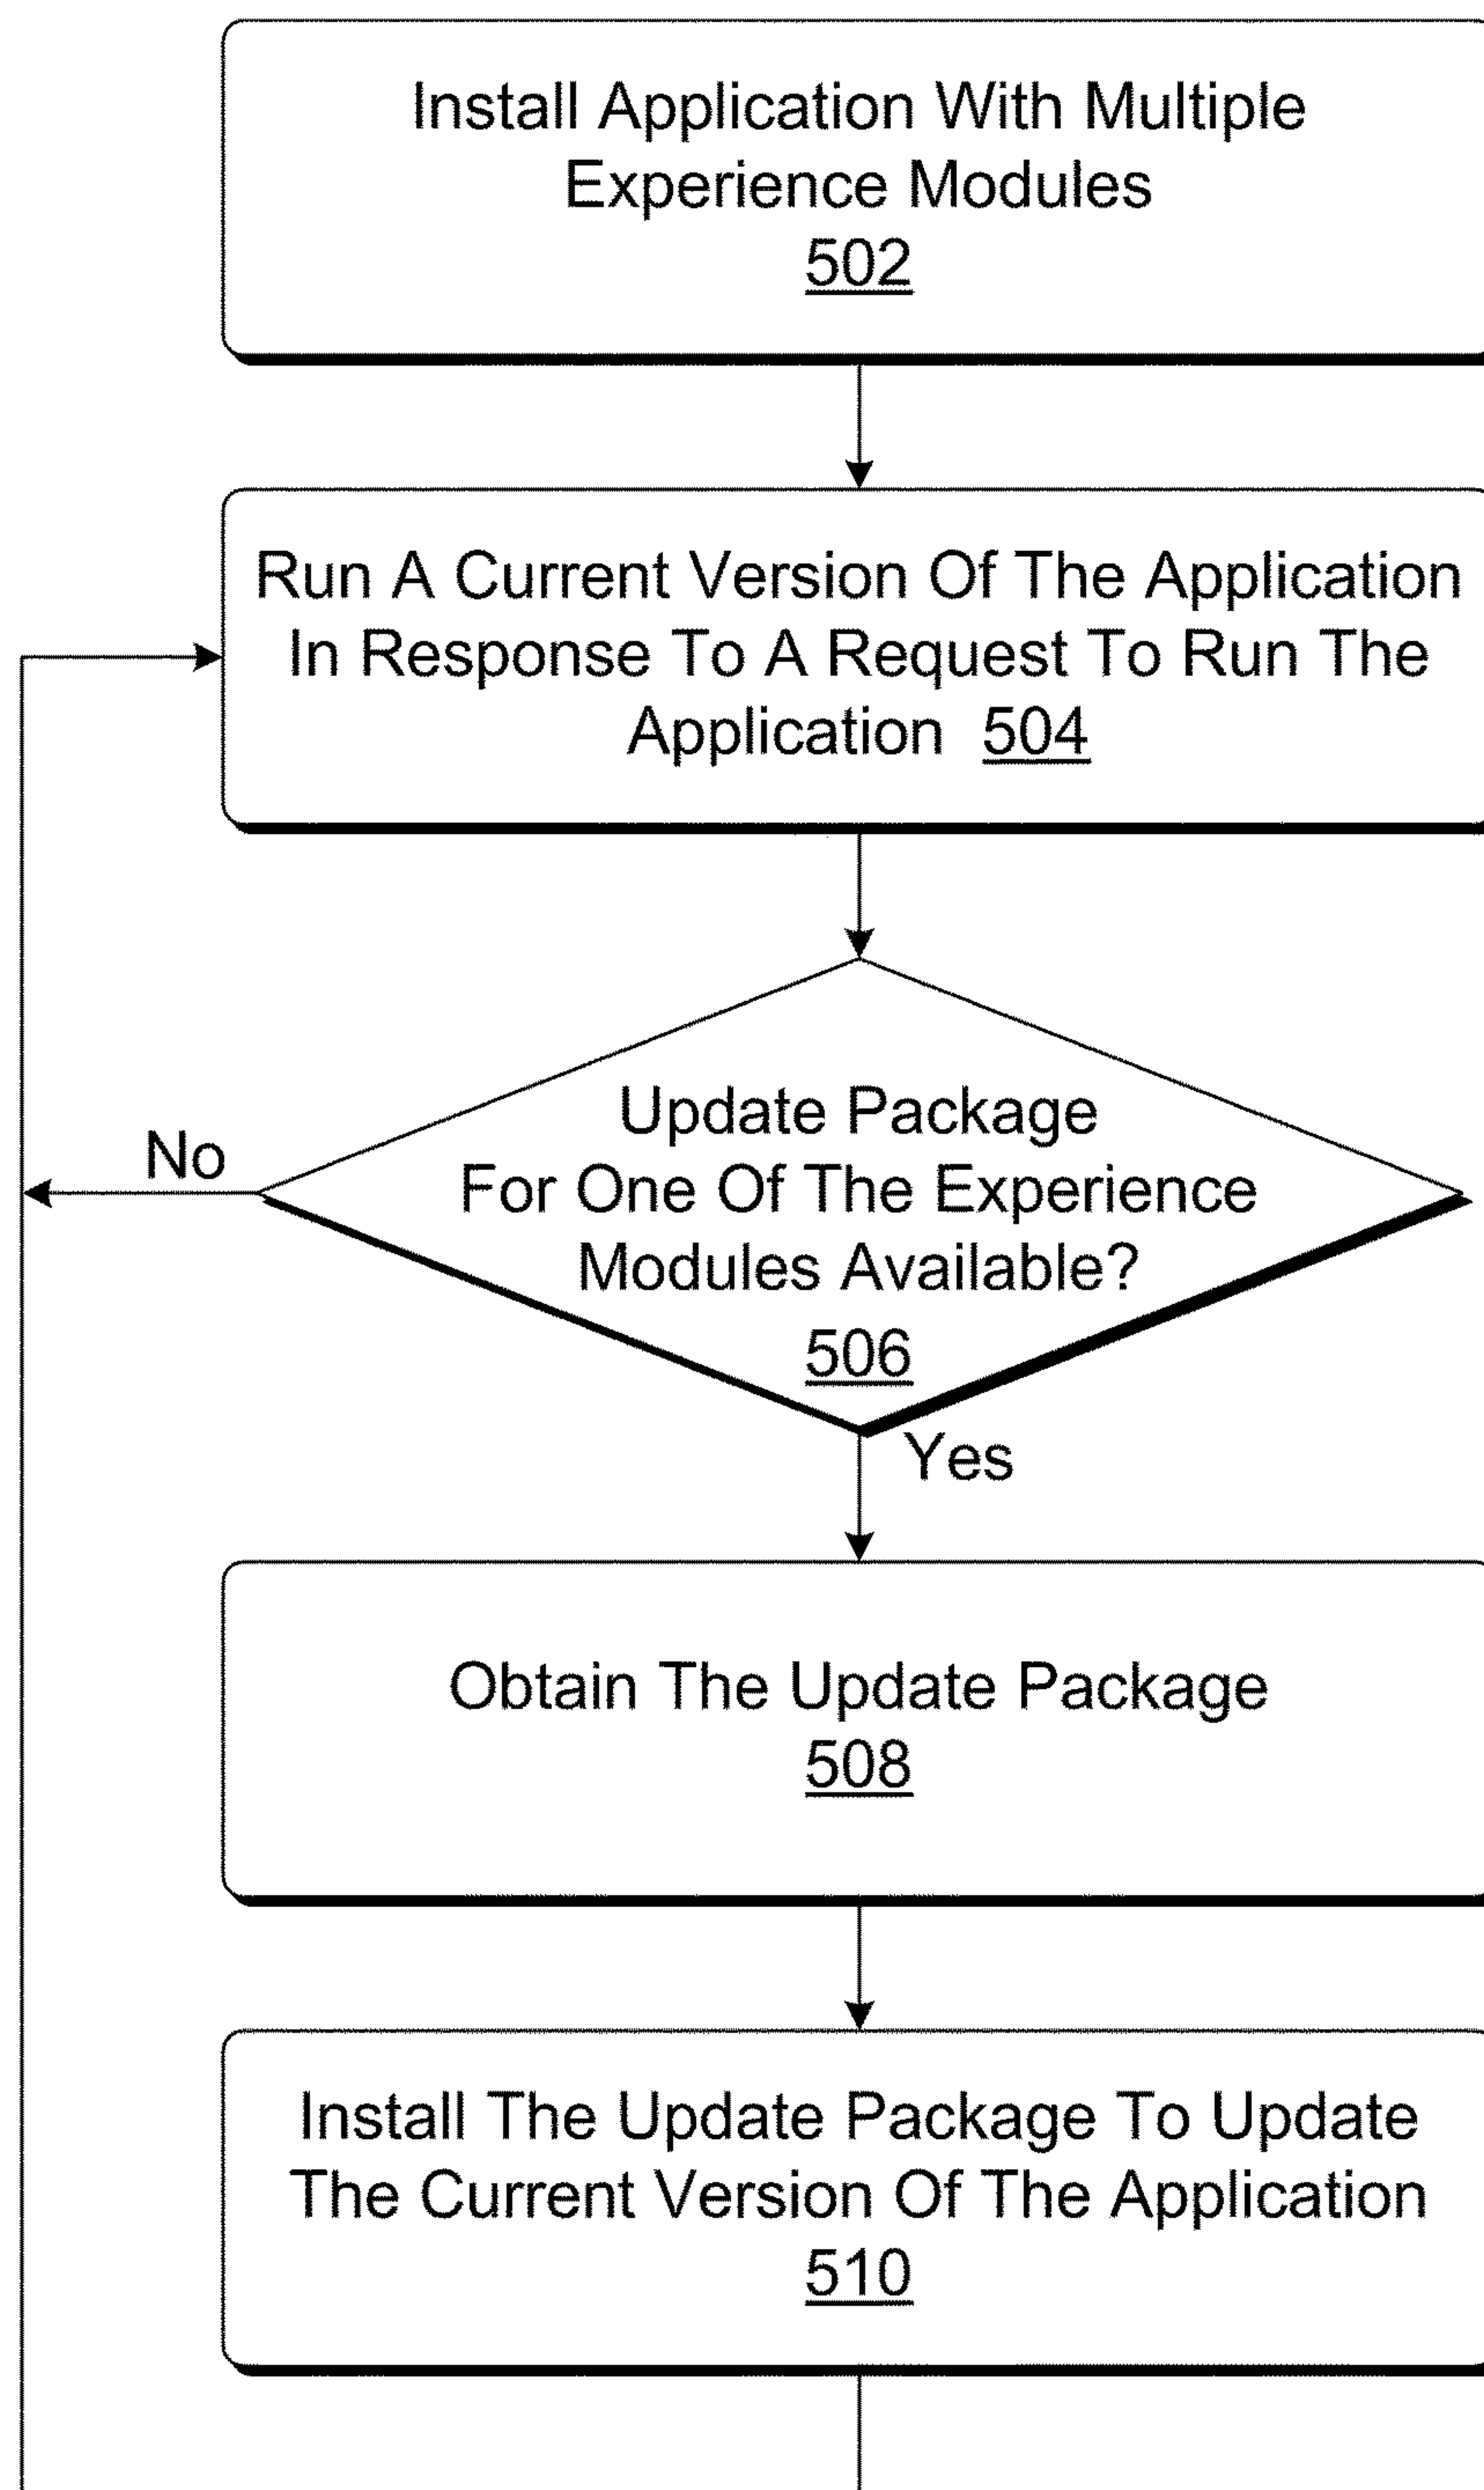 Install Application With Multiple
Experience Modules
502
Run A Current Version Of The Application
In Response To A Request To Run The
Application 504
Update Package
For One Of The Experience
Modules Available?
506
No
Yes
Obtain The Update Package
508
Install The Update Package To Update
The Current Version Of The Application
510